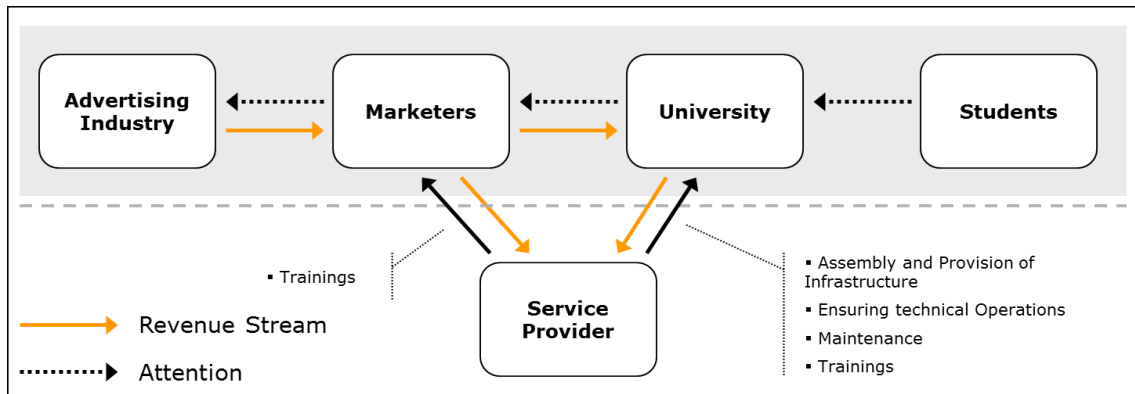 Advertising
Industry
Marketers
University
Students
▪ Trainings
Service
Provider
▪ Assembly and Provision of
Infrastructure
▪ Ensuring technical Operations
▪ Maintenance
▪ Trainings
Revenue Stream
Attention